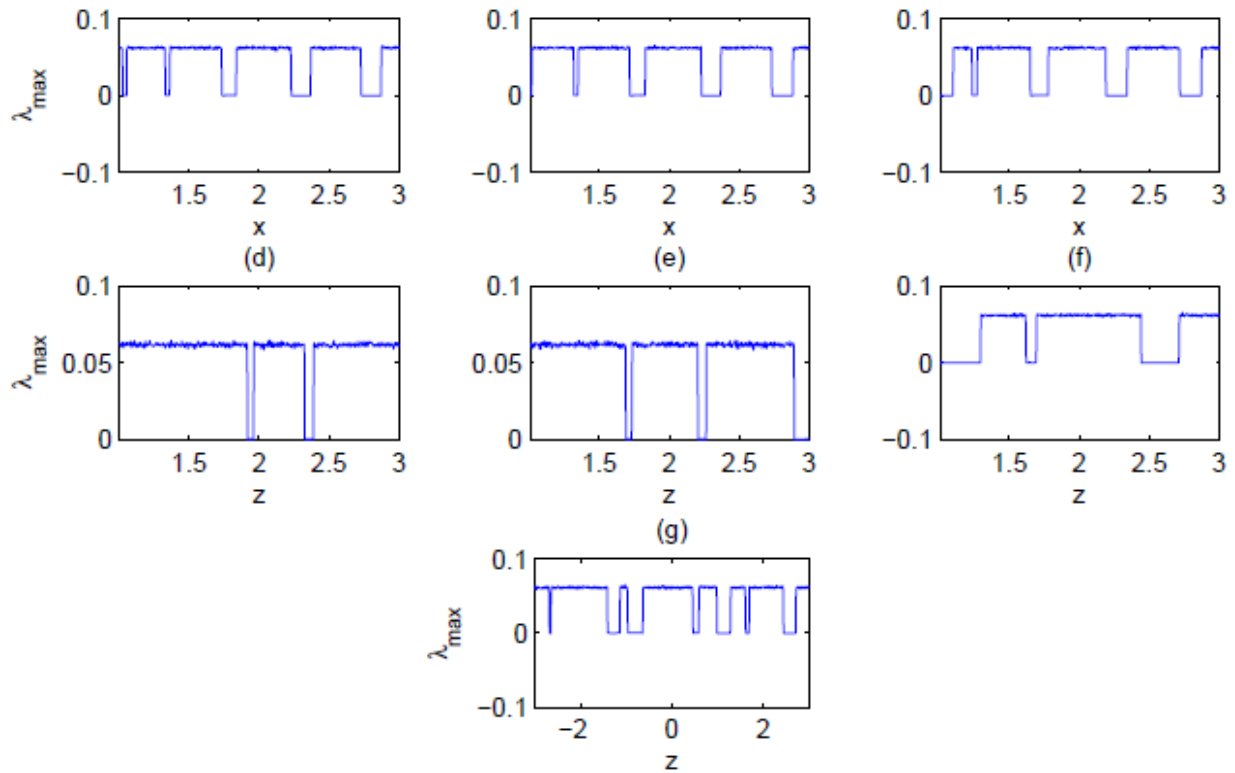 0.1 0.1 0.1
λmax 0 0 0
−0.1 −0.1 −0.1
1.5 2 2.5 3 1.5 2 2.5 3 1.5 2 2.5 3
x x x
(d) (e) (f)
0.1 0.1 0.1
λmax 0.05 0.05 0
0 0 −0.1
1.5 2 2.5 3 1.5 2 2.5 3 1.5 2 2.5 3
z z z
(g)
0.1
λmax 0
−0.1
−2 0 2
z